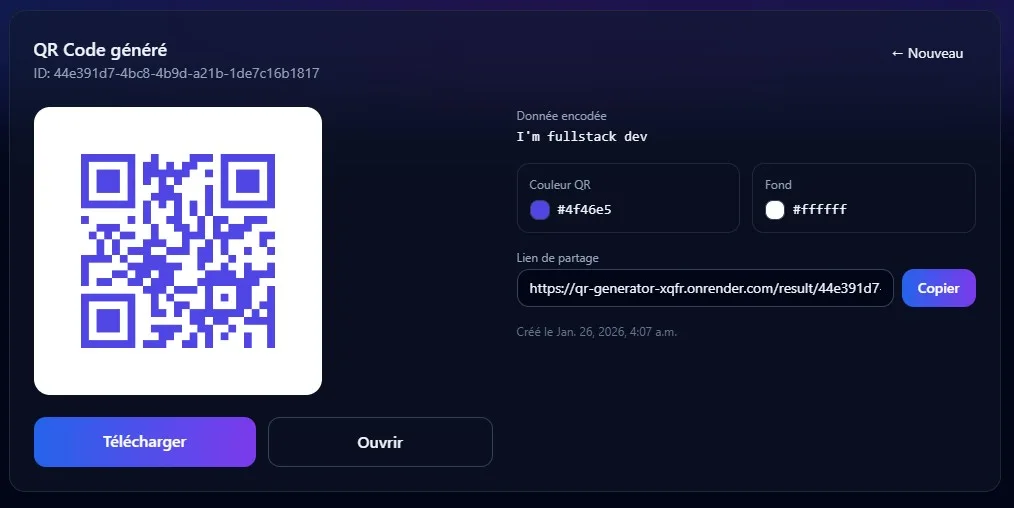 QR Code généré
ID: 44e391d7-4bc8-4b9d-a21b-1de7c16b1817
← Nouveau
Donnée encodée
I'm fullstack dev
Couleur QR
#4f46e5
Fond
#ffffff
Lien de partage
https://qr-generator-xqfr.onrender.com/result/44e391d7-
Copier
Créé le Jan. 26, 2026, 4:07 a.m.
Télécharger
Ouvrir